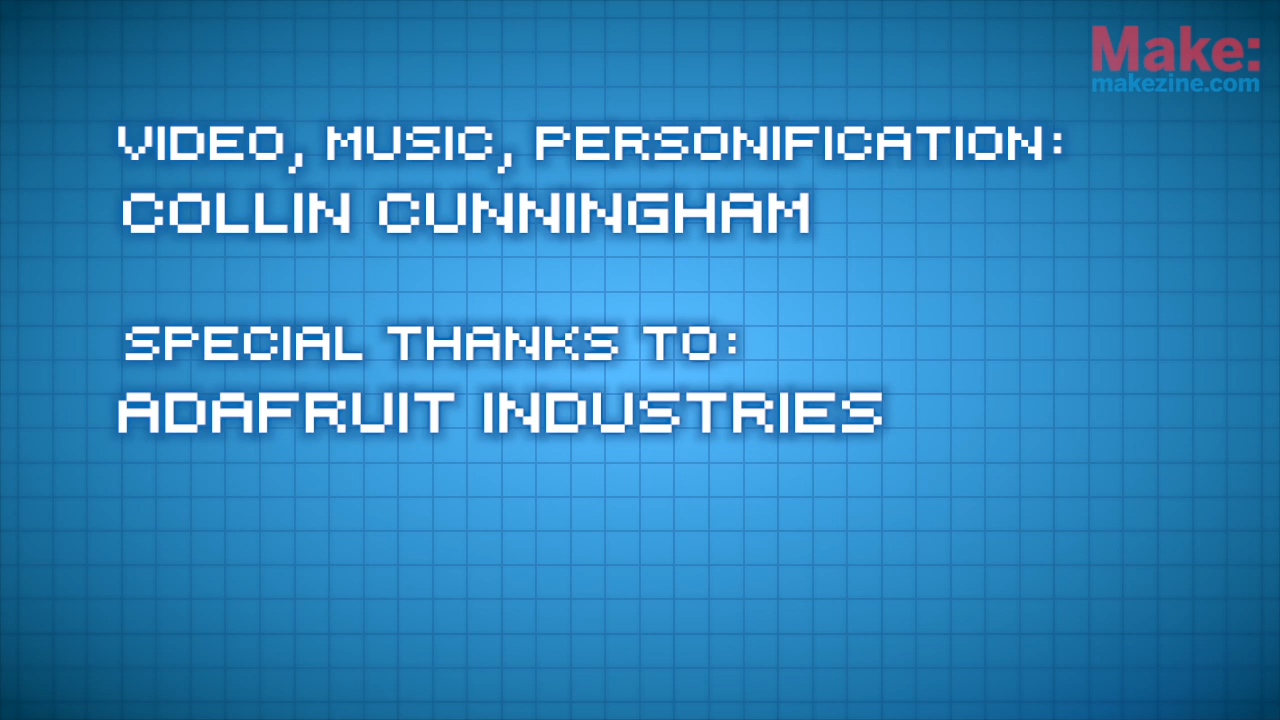 Make:
makezine.com
VIDEO, MUSIC, PERSONIFICATION:
COLLIN CUNNINGHAM
SPECIAL THANKS TO:
ADAFRUIT INDUSTRIES